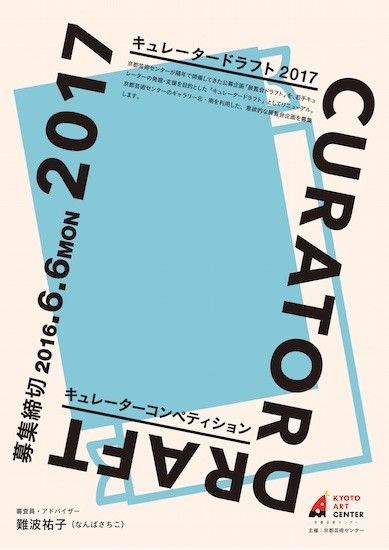 キュレータードラフト 2017
京都芸術センターが隔年で開催してきた公募企画「展覧会ドラフト」を、若手キュ
レーターの発掘・支援を目的とした「キュレータードラフト」としてリニューアル。
京都芸術センターのギャラリー北・南を利用した、意欲的な展覧会企画を募集
します。
CURATOR
DRAFT
2017
募集締切 2016.6.6 MON
キュレーターコンペティション
審査員・アドバイザー
難波祐子（なんばさちこ）
KYOTO
ART
CENTER
京都芸術センター
主催：京都芸術センター